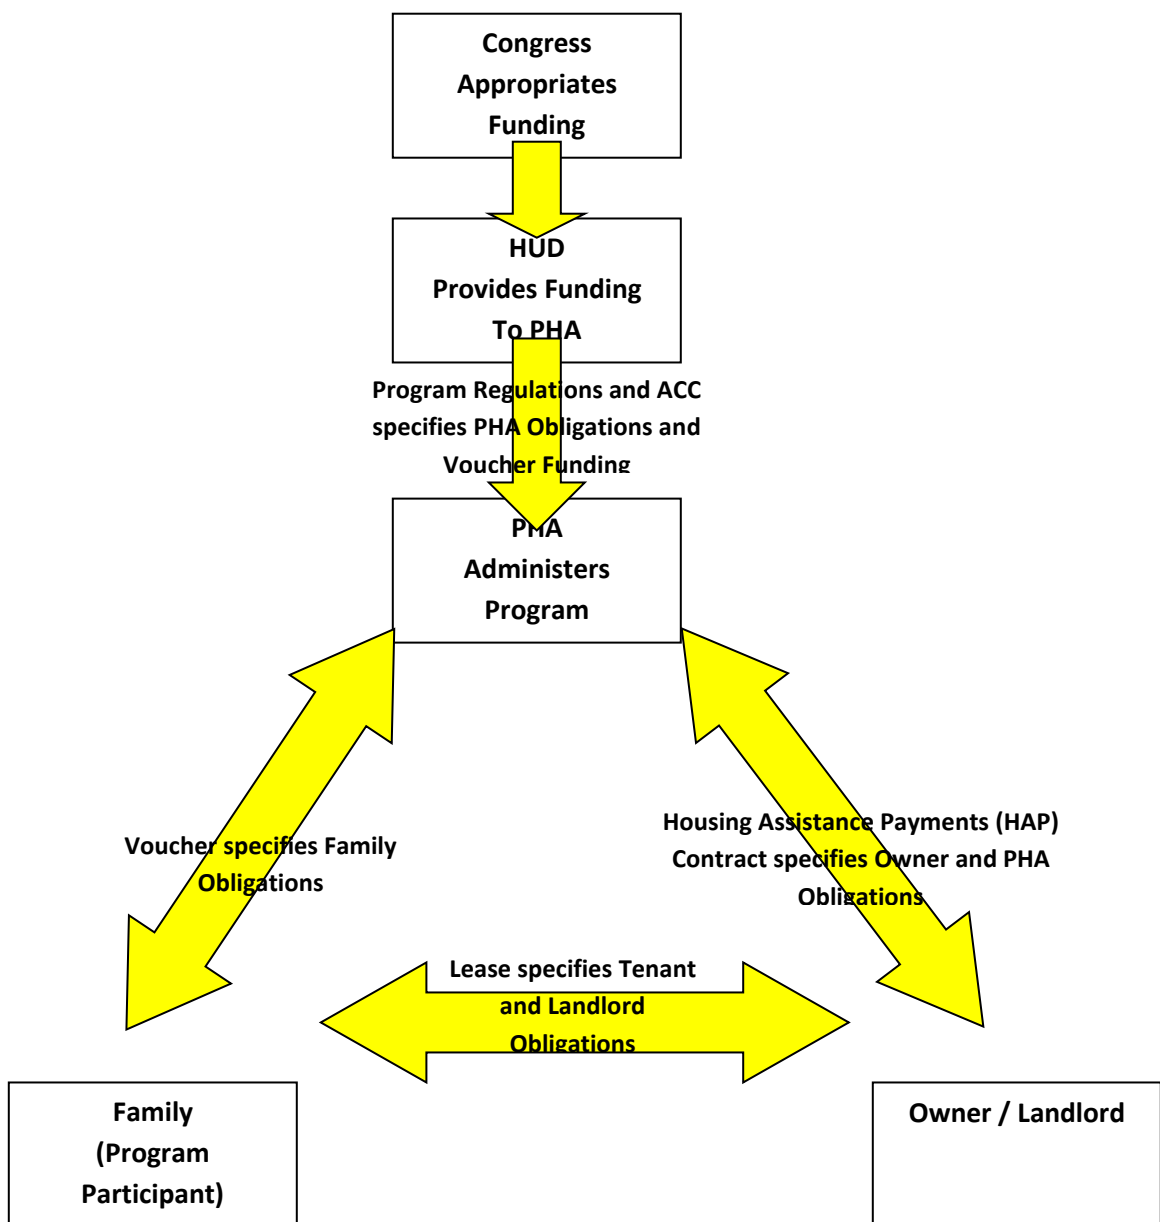 Congress
Appropriates
Funding
HUD
Provides Funding
To PHA
Program Regulations and ACC
specifies PHA Obligations and
Voucher Funding
PHA
Administers
Program
Voucher specifies Family
Obligations
Housing Assistance Payments (HAP)
Contract specifies Owner and PHA
Obligations
Lease specifies Tenant
and Landlord
Obligations
Family
(Program
Participant)
Owner / Landlord